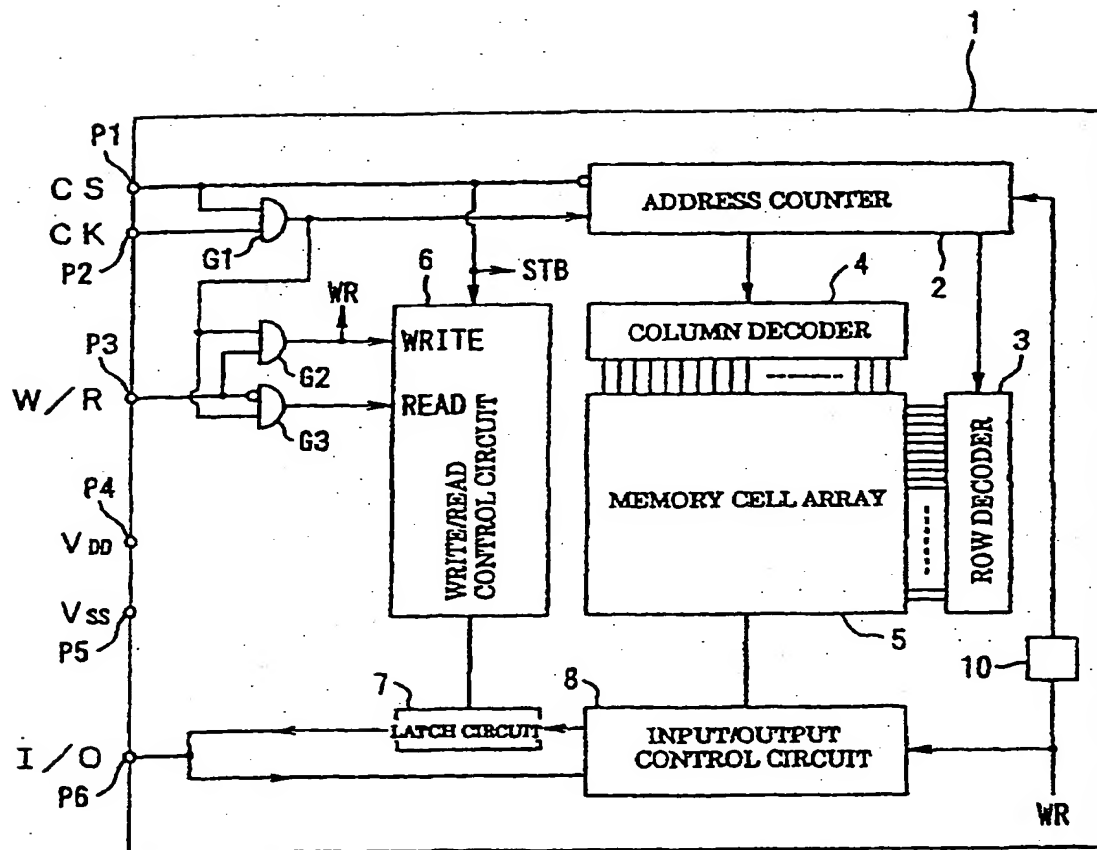 1
P1
CS
CK
P2
G1
ADDRESS COUNTER
2
6
STB
4
WR
COLUMN DECODER
P3
WRITE
G2
3
W/R
READ
G3
WRITE/READ
CONTROL CIRCUIT
MEMORY CELL ARRAY
ROW DECODER
P4
VDD
VSS
P5
5
10
7
8
LATCH CIRCUIT
INPUT/OUTPUT
CONTROL CIRCUIT
I/O
P6
WR